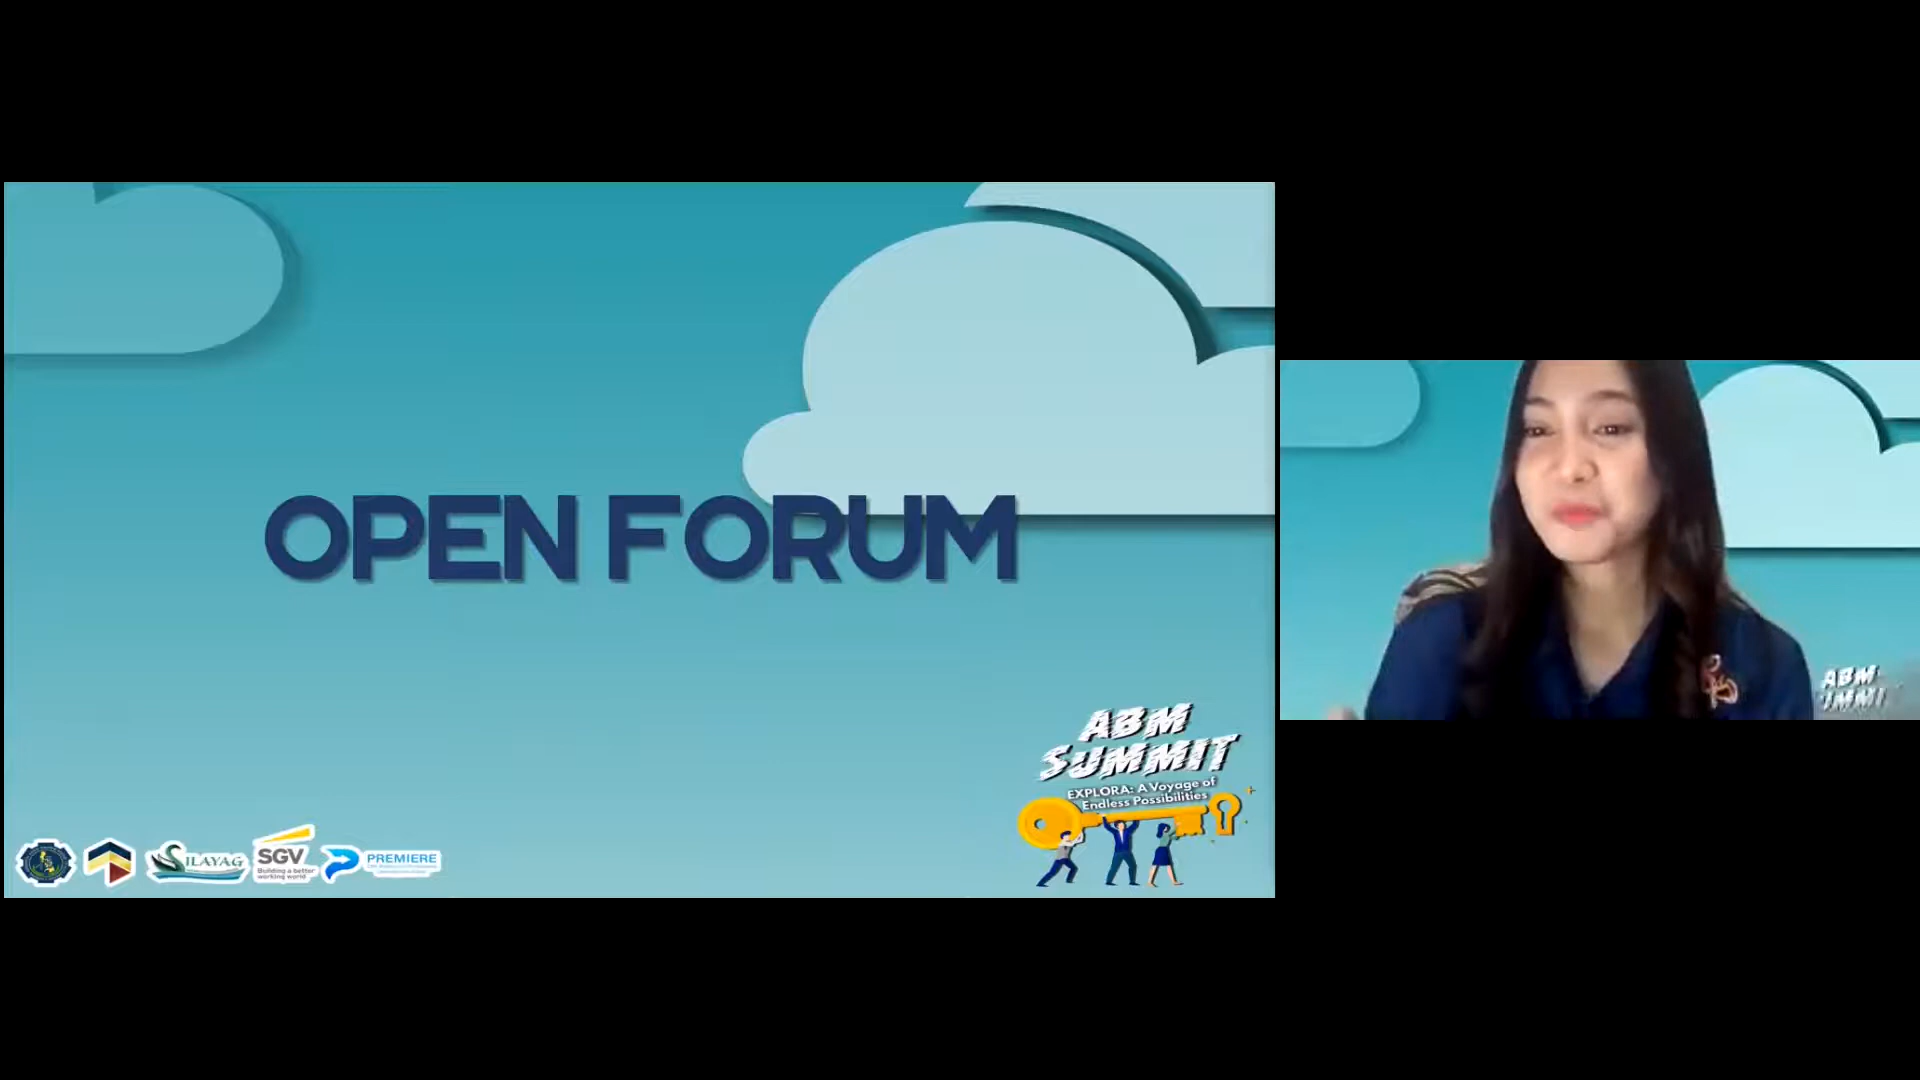 OPEN FORUM
ABM
SUMMIT
EXPLORA: A Voyage of
Endless Possibilities
SILAYAG
SGV
Building a better
working world
PREMIERE
ABM